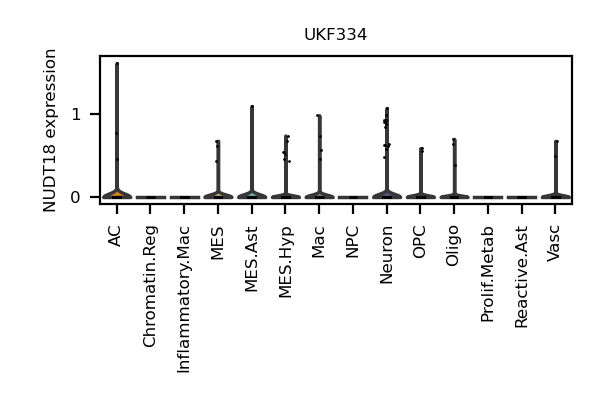 UKF334
NUDT18 expression
1
0
AC
Chromatin.Reg
Inflammatory.Mac
MES
MES.Ast
MES.Hyp
Mac
NPC
Neuron
OPC
Oligo
Prolif.Metab
Reactive.Ast
Vasc